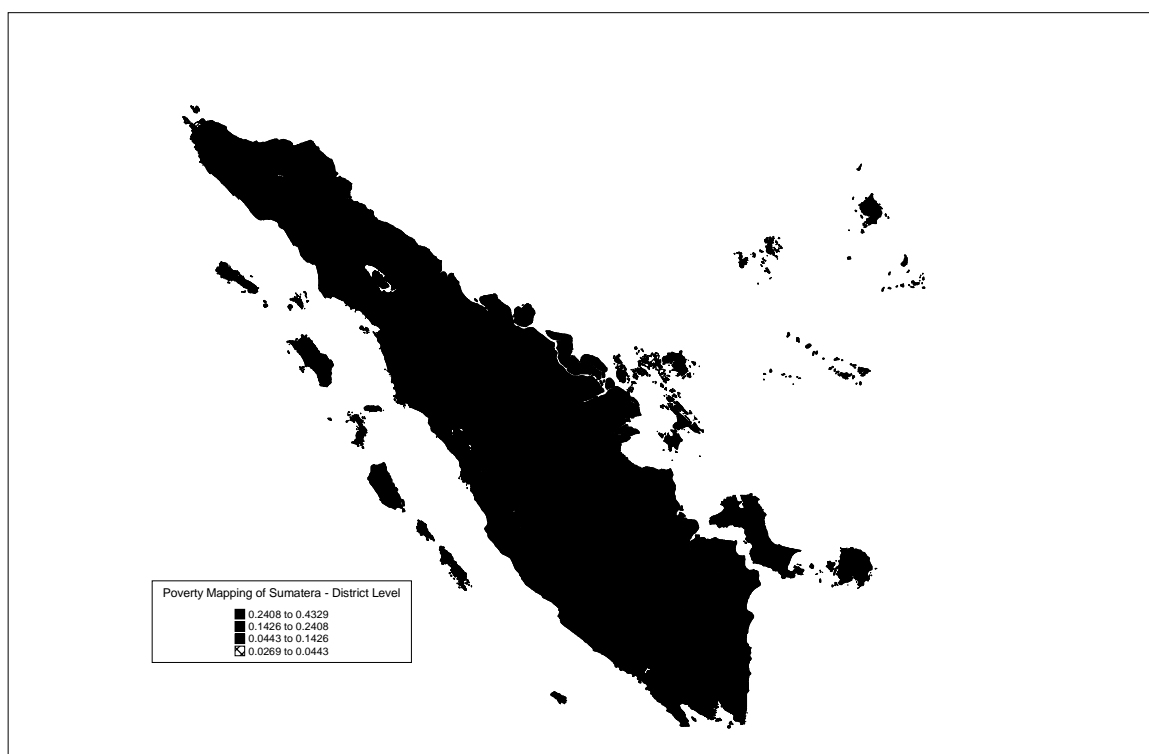 Poverty Mapping of Sumatera - District Level
0.2408 to 0.4329
0.1426 to 0.2408
0.0443 to 0.1426
0.0269 to 0.0443